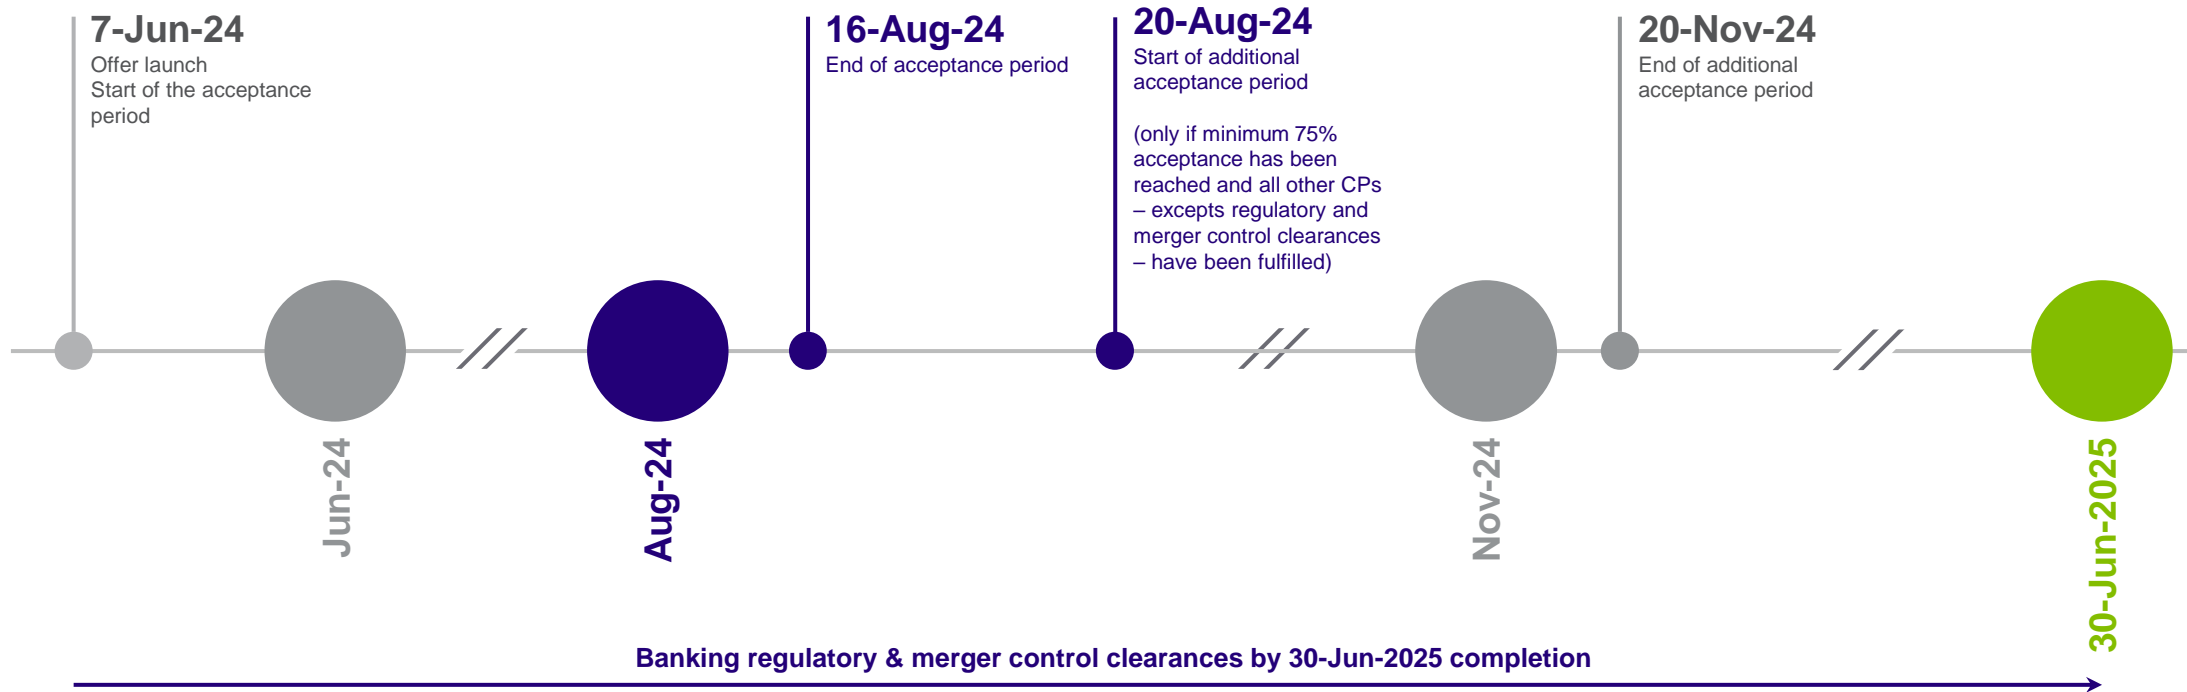 7-Jun-24
Offer launch
Start of the acceptance
period
16-Aug-24
End of acceptance period
20-Aug-24
Start of additional
acceptance period
(only if minimum 75%
acceptance has been
reached and all other CPs
– excepts regulatory and
merger control clearances
– have been fulfilled)
20-Nov-24
End of additional
acceptance period
Jun-24
Aug-24
Nov-24
30-Jun-2025
Banking regulatory & merger control clearances by 30-Jun-2025 completion